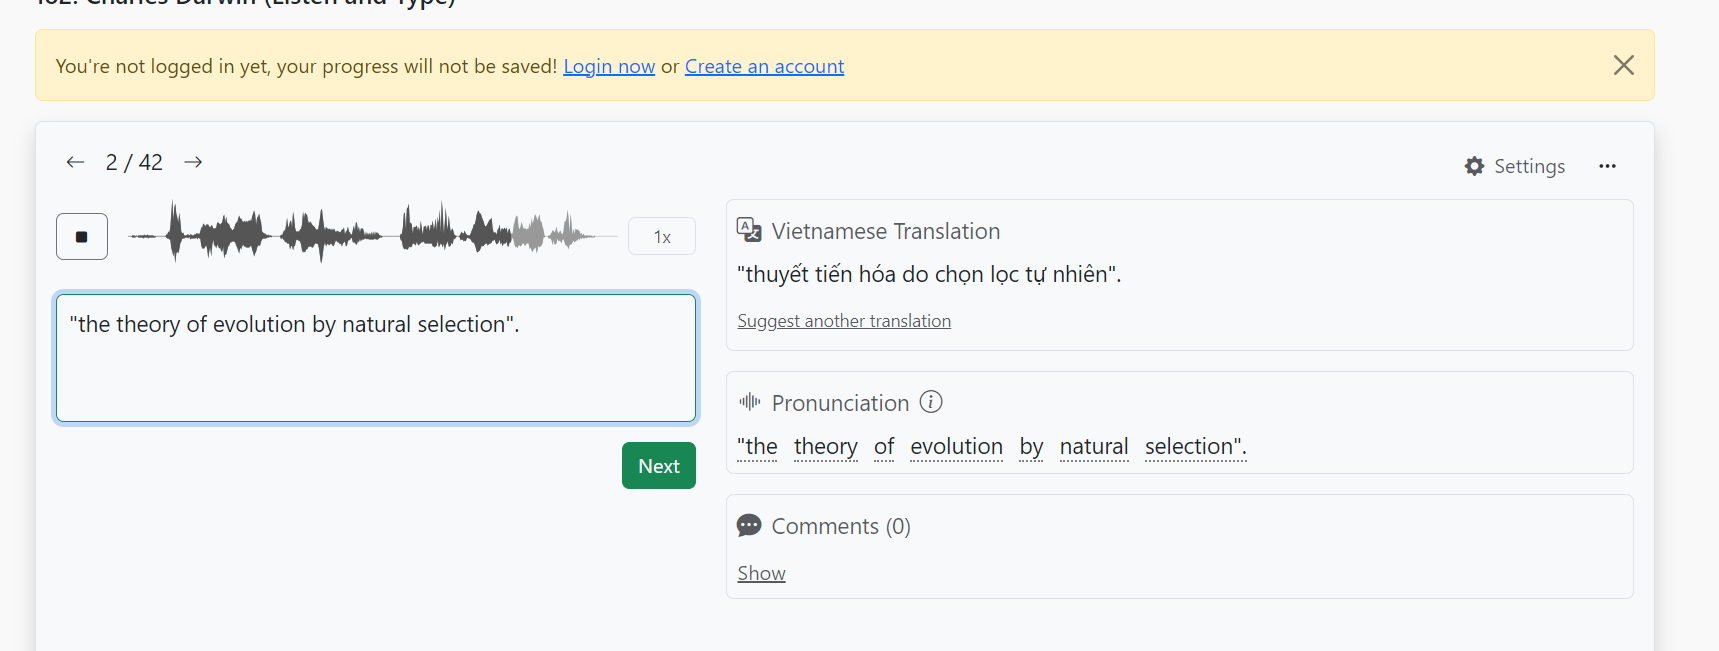 162. Charles Darwin (Listen and Type)
You're not logged in yet, your progress will not be saved! Login now or Create an account
2 / 42
Settings
1x
"the theory of evolution by natural selection".
Next
Vietnamese Translation
"thuyết tiến hóa do chọn lọc tự nhiên".
Suggest another translation
Pronunciation
"the theory of evolution by natural selection".
Comments (0)
Show